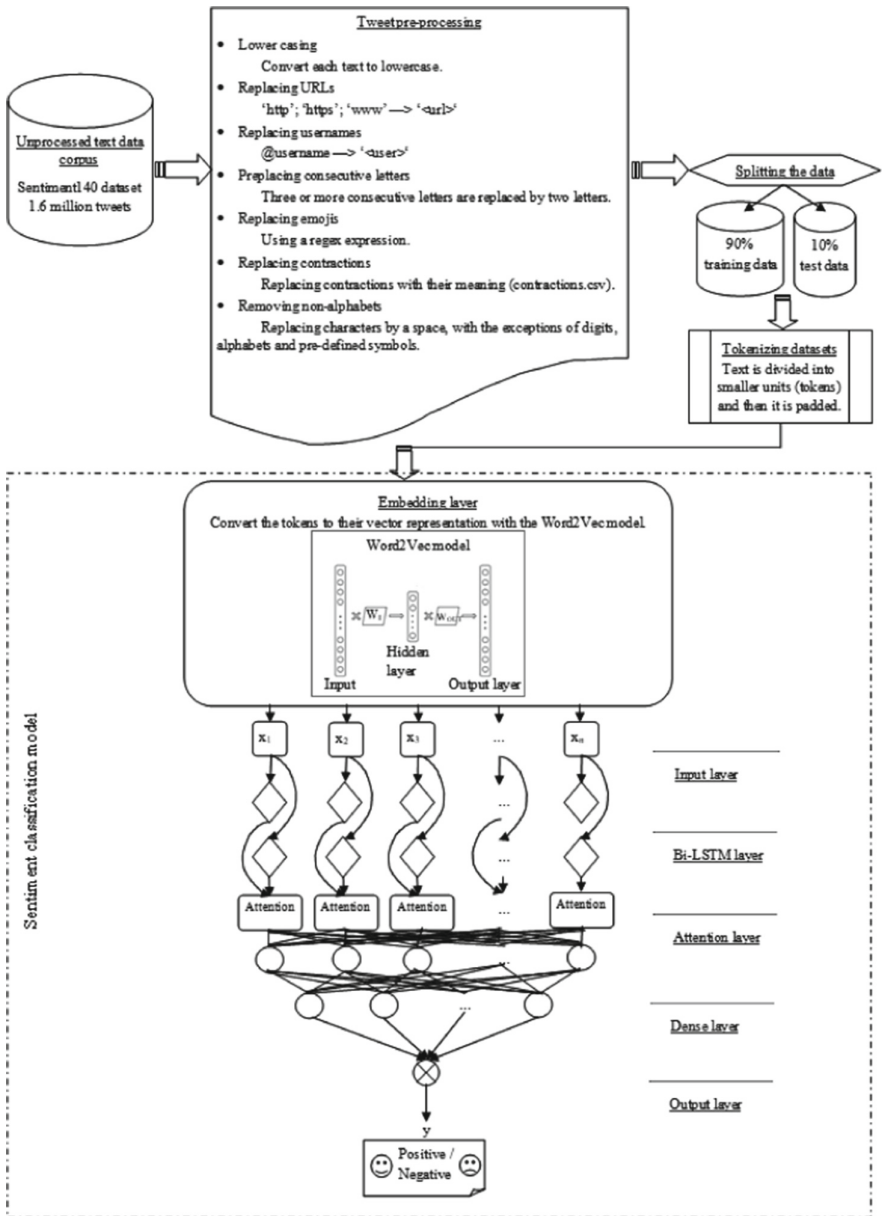 Tweet pre-processing
Unprocessed text data
corpus
Sentiment140 dataset
1.6 million tweets
• Lower casing
Convert each text to lowercase.
• Replacing URLs
‘http’; ‘https’; ‘www’ —> ‘<url>‘
• Replacing usernames
@username —> ‘<user>‘
• Preplacing consecutive letters
Three or more consecutive letters are replaced by two letters.
• Replacing emojis
Using a regex expression.
• Replacing contractions
Replacing contractions with their meaning (contractions.csv).
• Removing non-alphabets
Replacing characters by a space, with the exceptions of digits,
alphabets and pre-defined symbols.
Splitting the data
90%
training data
10%
test data
Tokenizing datasets
Text is divided into
smaller units (tokens)
and then it is padded.
Sentiment classification model
Embedding layer
Convert the tokens to their vector representation with the Word2Vec model.
Word2Vec model
Hidden
layer
Input
Output layer
x1
x2
x3
...
xn
Input layer
...
Bi-LSTM layer
...
Attention
Attention
Attention
...
Attention
Attention layer
...
...
Dense layer
Output layer
y
Positive /
Negative